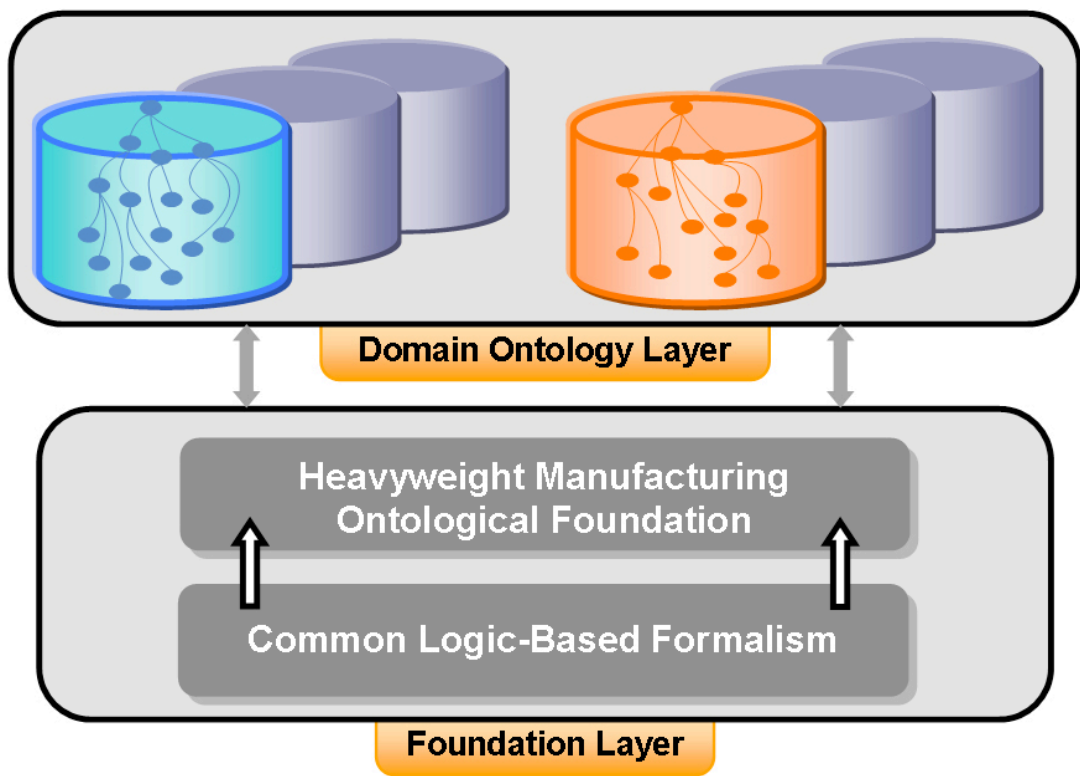 Domain Ontology Layer
Heavyweight Manufacturing
Ontological Foundation
Common Logic-Based Formalism
Foundation Layer